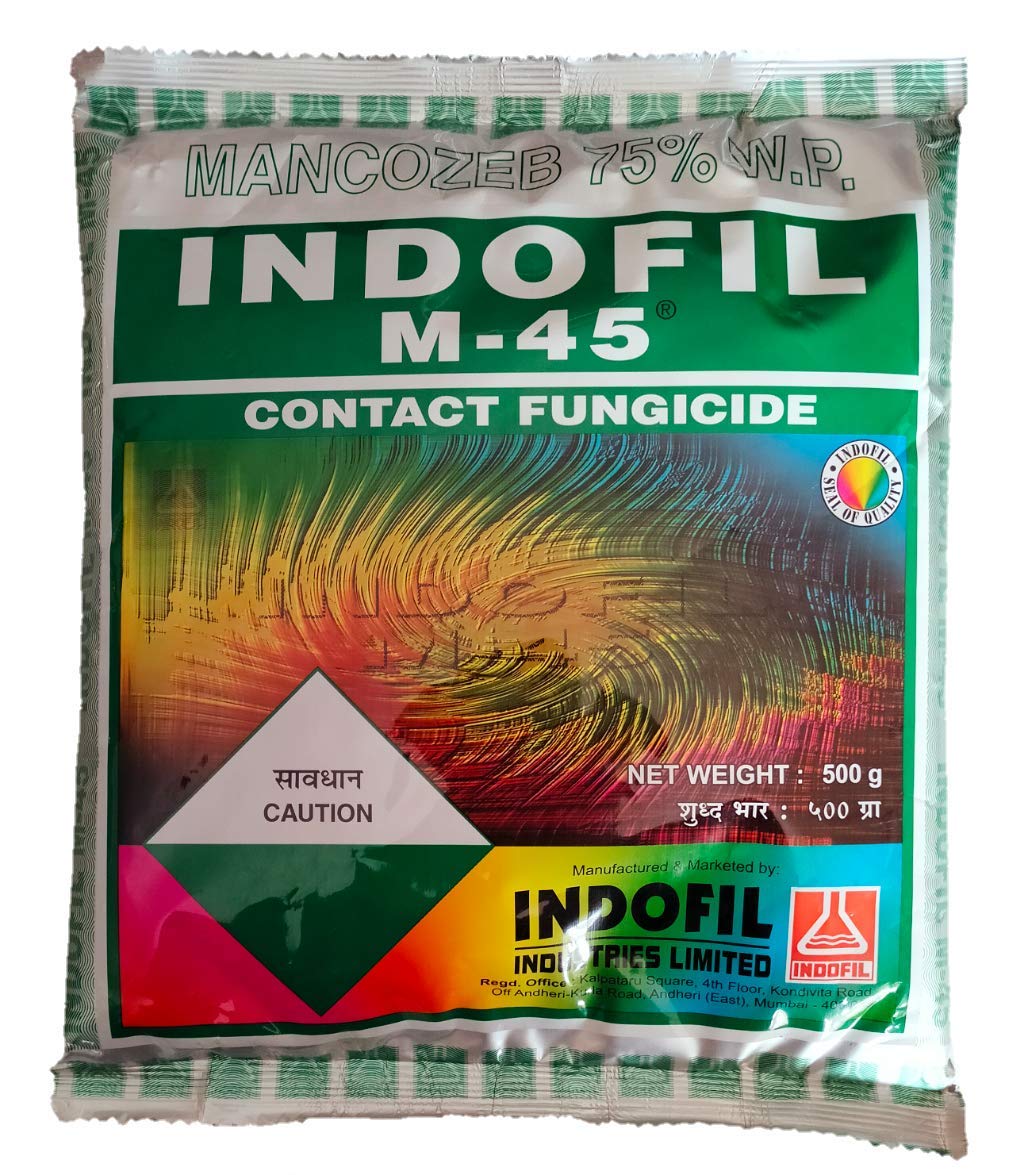 MANCOZEB 75% W.P.
INDOFIL
M-45®
CONTACT FUNGICIDE
INDOFIL
SEAL OF QUALITY
INDOFIL
M-45
सावधान
CAUTION
NET WEIGHT : 500 g
शुध्द भार : ५०० ग्रा
Manufactured & Marketed by:
INDOFIL
INDUSTRIES LIMITED
INDOFIL
Regd. Office : Kalpataru Square, 4th Floor, Kondivita Road
Off Andheri-Kurla Road, Andheri (East), Mumbai -